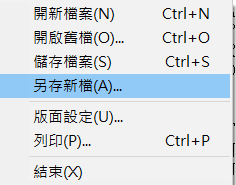 開新檔案(N) Ctrl+N
開啟舊檔(O)... Ctrl+O
儲存檔案(S) Ctrl+S
另存新檔(A)...
版面設定(U)...
列印(P)... Ctrl+P
結束(X)